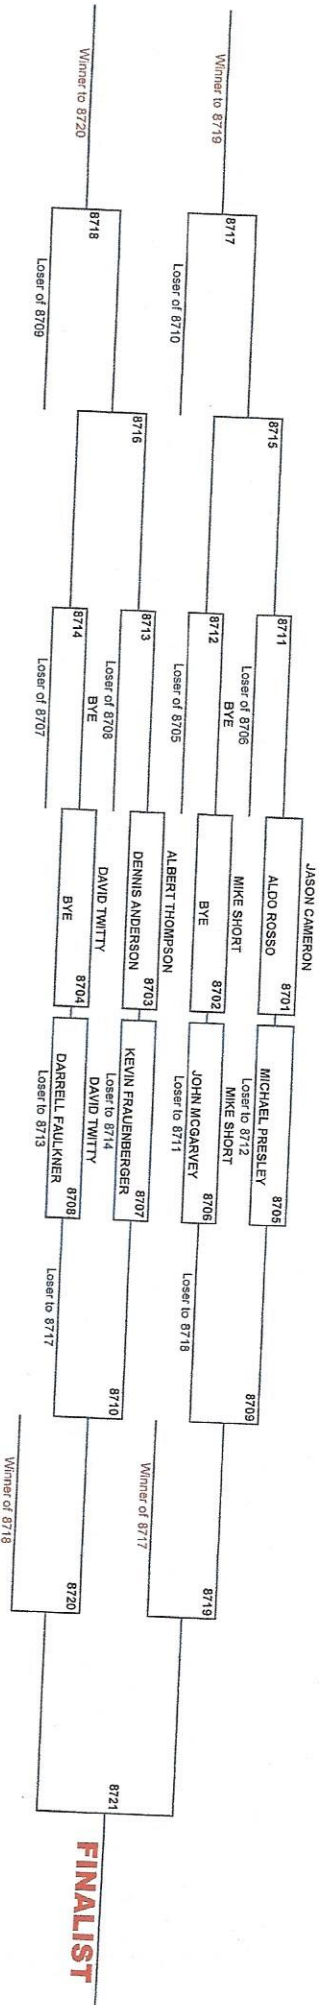 Winner to 8719
Winner to 8720
8717
Loser of 8710
8718
Loser of 8709
8715
8716
8711
Loser of 8706
BYE
8712
Loser of 8705
8713
Loser of 8708
BYE
8714
Loser of 8707
JASON CAMERON
8701
ALDO ROSSO
MIKE SHORT
8702
BYE
ALBERT THOMPSON
8703
DENNIS ANDERSON
DAVID TWITTY
8704
BYE
MICHAEL PRESLEY
8705
Loser to 8712
MIKE SHORT
8706
JOHN MCGARVEY
Loser to 8711
KEVIN FRAUENBERGER
8707
Loser to 8714
DAVID TWITTY
8708
DARRELL FAULKNER
Loser to 8713
8709
Loser to 8718
8710
Loser to 8717
8719
Winner of 8717
8720
Winner of 8718
8721
FINALIST